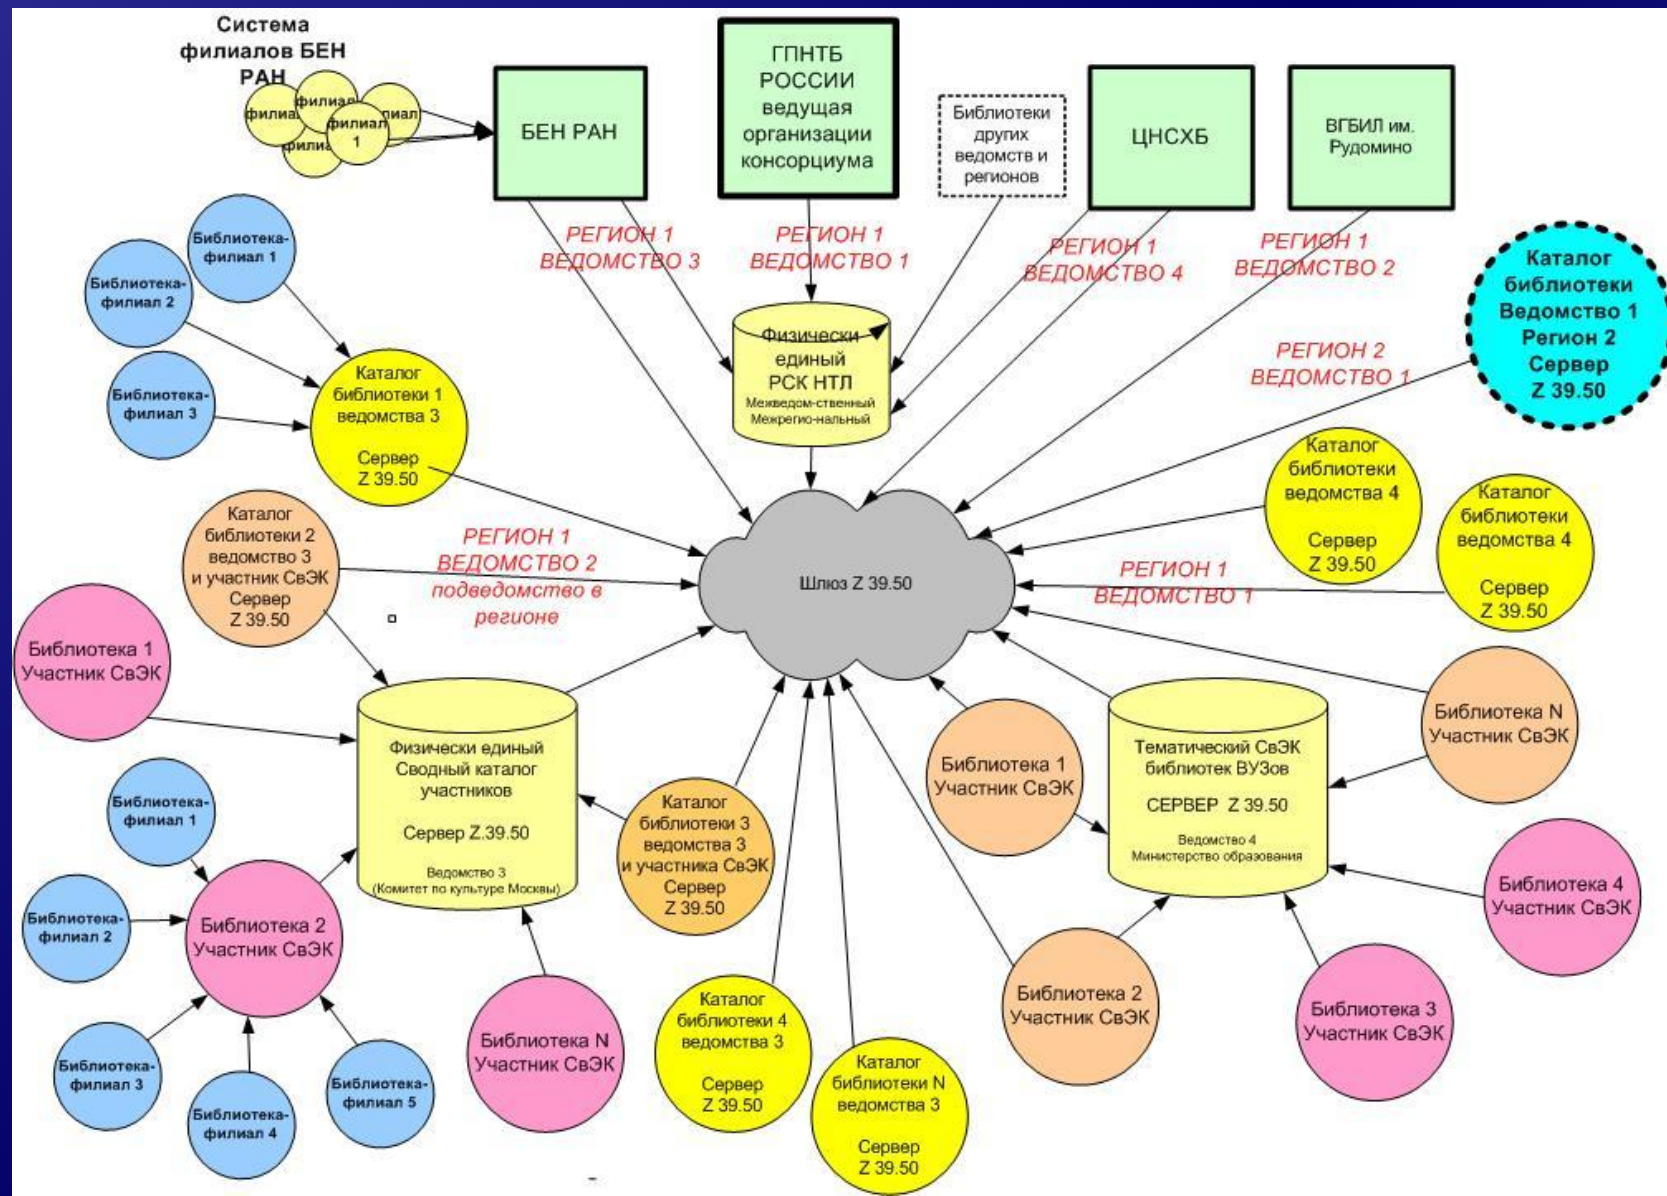 Система
филиалов БЕН
РАН
филиал
филиал
филиал
филиал
1
БЕН РАН
ГПНТБ
РОССИИ
ведущая
организации
консорциума
Библиотеки
других
ведомств и
регионов
ЦНСХБ
ВГБИЛ им.
Рудомино
РЕГИОН 1
ВЕДОМСТВО 3
РЕГИОН 1
ВЕДОМСТВО 1
РЕГИОН 1
ВЕДОМСТВО 4
РЕГИОН 1
ВЕДОМСТВО 2
Каталог
библиотеки
Ведомство 1
Регион 2
Сервер
Z 39.50
РЕГИОН 2
ВЕДОМСТВО 1
Библиотека-
филиал 1
Библиотека-
филиал 2
Библиотека-
филиал 3
Каталог
библиотеки 1
ведомства 3
Сервер
Z 39.50
Физически
единый
РСК НТЛ
Межведом-ственный
Межрегио-нальный
Каталог
библиотеки
ведомства 4
Сервер
Z 39.50
Каталог
библиотеки
ведомства 4
Сервер
Z 39.50
Каталог
библиотеки 2
ведомство 3
и участник СвЭК
Сервер
Z 39.50
РЕГИОН 1
ВЕДОМСТВО 2
подведомство в
регионе
Шлюз Z 39.50
РЕГИОН 1
ВЕДОМСТВО 1
Библиотека 1
Участник СвЭК
Физически единый
Сводный каталог
участников
Сервер Z.39.50
Ведомство 3
(Комитет по культуре Москвы)
Каталог
библиотеки 3
ведомства 3
и участника СвЭК
Сервер
Z 39.50
Библиотека 1
Участник СвЭК
Тематический СвЭК
библиотек ВУЗов
СЕРВЕР Z 39.50
Ведомство 4
Министерство образования
Библиотека N
Участник СвЭК
Библиотека 4
Участник СвЭК
Библиотека-
филиал 1
Библиотека-
филиал 2
Библиотека 2
Участник СвЭК
Библиотека-
филиал 3
Библиотека-
филиал 4
Библиотека-
филиал 5
Библиотека N
Участник СвЭК
Каталог
библиотеки 4
ведомства 3
Сервер
Z 39.50
Каталог
библиотеки N
ведомства 3
Сервер
Z 39.50
Библиотека 2
Участник СвЭК
Библиотека 3
Участник СвЭК